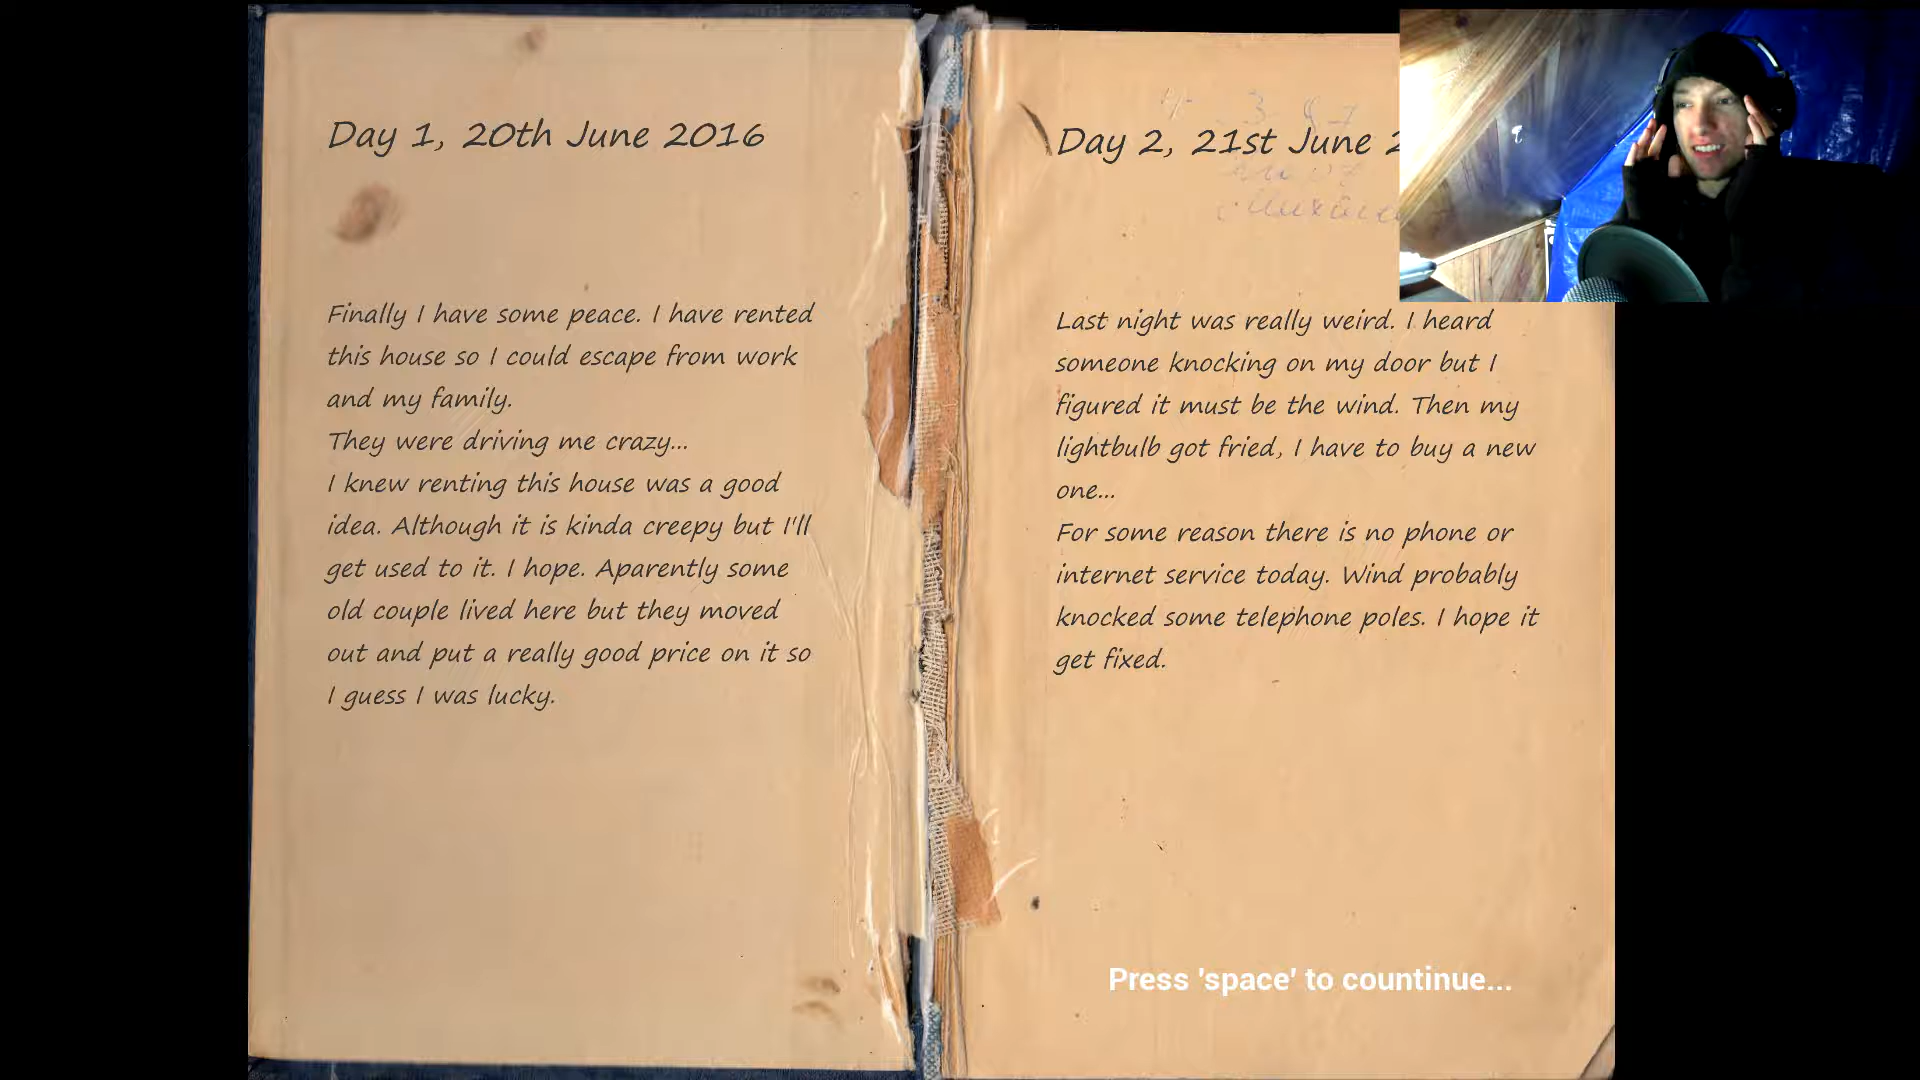 Day 1, 20th June 2016
Finally I have some peace. I have rented
this house so I could escape from work
and my family.
They were driving me crazy...
I knew renting this house was a good
idea. Although it is kinda creepy but I'll
get used to it. I hope. Aparently some
old couple lived here but they moved
out and put a really good price on it so
I guess I was lucky.
Day 2, 21st June 2
Last night was really weird. I heard
someone knocking on my door but I
figured it must be the wind. Then my
lightbulb got fried, I have to buy a new
one...
For some reason there is no phone or
internet service today. Wind probably
knocked some telephone poles. I hope it
get fixed.
Press 'space' to countinue...